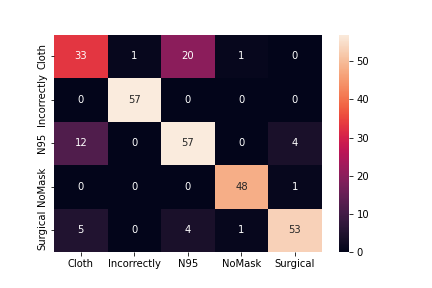 Cloth 33 1 20 1 0
Incorrectly 0 57 0 0 0
N95 12 0 57 0 4
NoMask 0 0 0 48 1
Surgical 5 0 4 1 53
Cloth Incorrectly N95 NoMask Surgical
50
40
30
20
10
0